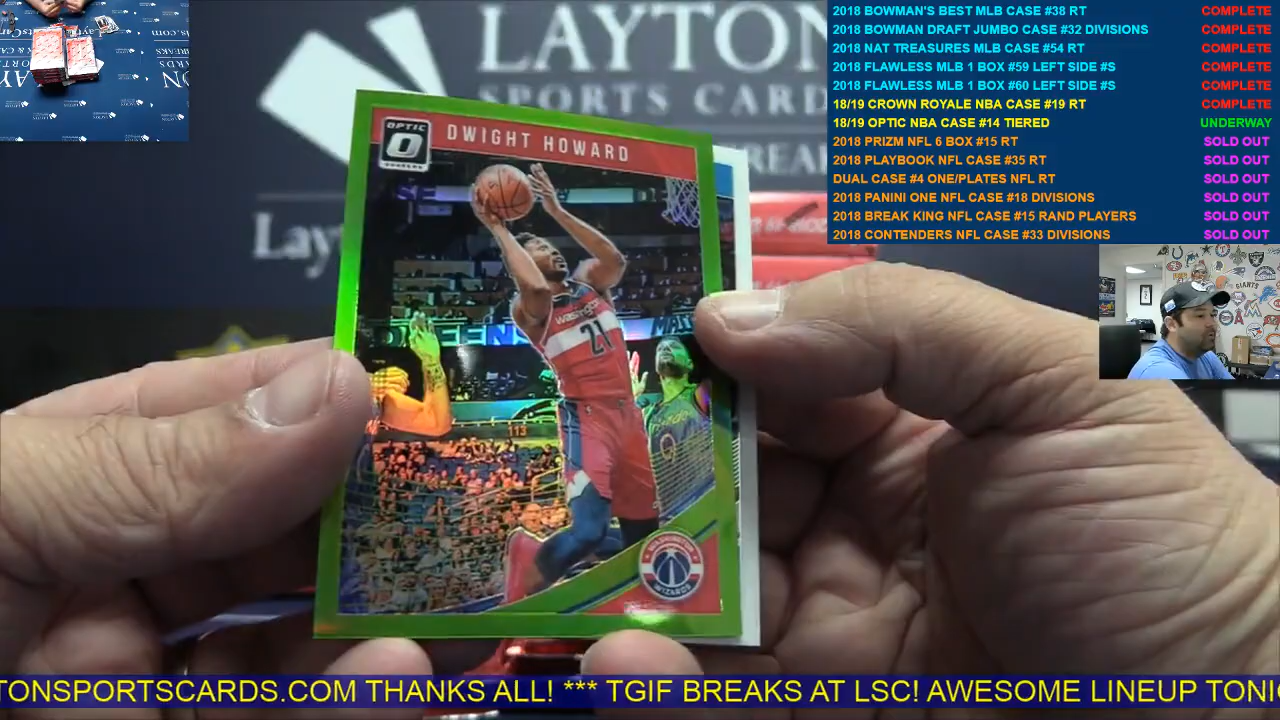 LAYTON
SPORTS CARDS
BREAK
Layt
2018 BOWMAN'S BEST MLB CASE #38 RT COMPLETE
2018 BOWMAN DRAFT JUMBO CASE #32 DIVISIONS COMPLETE
2018 NAT TREASURES MLB CASE #54 RT COMPLETE
2018 FLAWLESS MLB 1 BOX #59 LEFT SIDE #S COMPLETE
2018 FLAWLESS MLB 1 BOX #60 LEFT SIDE #S COMPLETE
18/19 CROWN ROYALE NBA CASE #19 RT COMPLETE
18/19 OPTIC NBA CASE #14 TIERED UNDERWAY
2018 PRIZM NFL 6 BOX #15 RT SOLD OUT
2018 PLAYBOOK NFL CASE #35 RT SOLD OUT
DUAL CASE #4 ONE/PLATES NFL RT SOLD OUT
2018 PANINI ONE NFL CASE #18 DIVISIONS SOLD OUT
2018 BREAK KING NFL CASE #15 RAND PLAYERS SOLD OUT
2018 CONTENDERS NFL CASE #33 DIVISIONS SOLD OUT
OPTIC
DWIGHT HOWARD
Washington
21
113
WASHINGTON
WIZARDS
GIANTS
TONSPORTSCARDS.COM THANKS ALL! *** TGIF BREAKS AT LSC! AWESOME LINEUP TONI